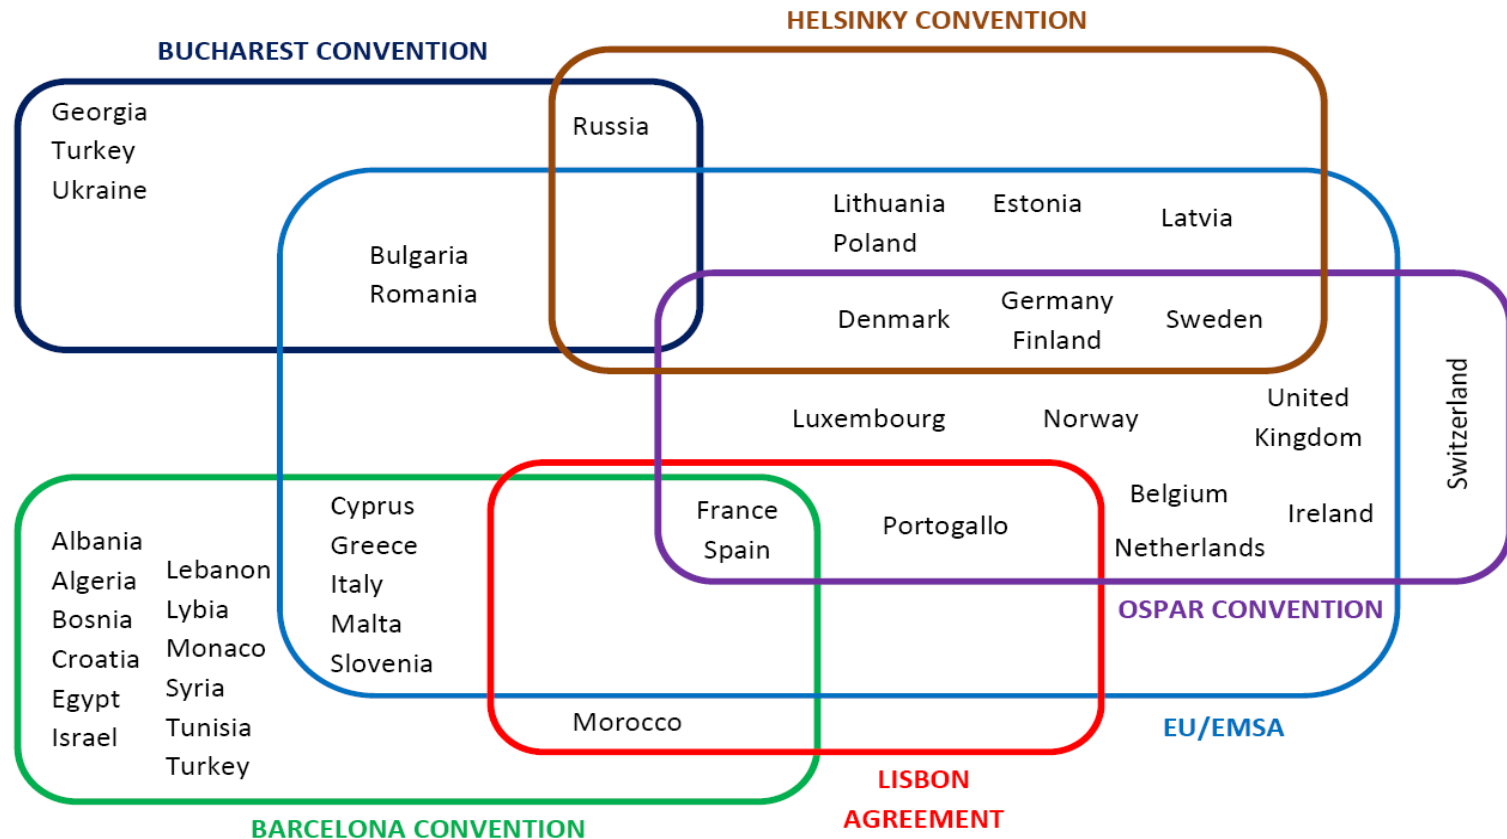 HELSINKY CONVENTION
BUCHAREST CONVENTION
Georgia
Turkey
Ukraine
Russia
Lithuania
Poland
Estonia
Latvia
Bulgaria
Romania
Denmark
Germany
Finland
Sweden
Switzerland
Luxembourg
Norway
United
Kingdom
Belgium
Netherlands
Ireland
Cyprus
Greece
Italy
Malta
Slovenia
France
Spain
Portogallo
Albania
Algeria
Bosnia
Croatia
Egypt
Israel
Lebanon
Lybia
Monaco
Syria
Tunisia
Turkey
Morocco
OSPAR CONVENTION
EU/EMSA
LISBON
AGREEMENT
BARCELONA CONVENTION